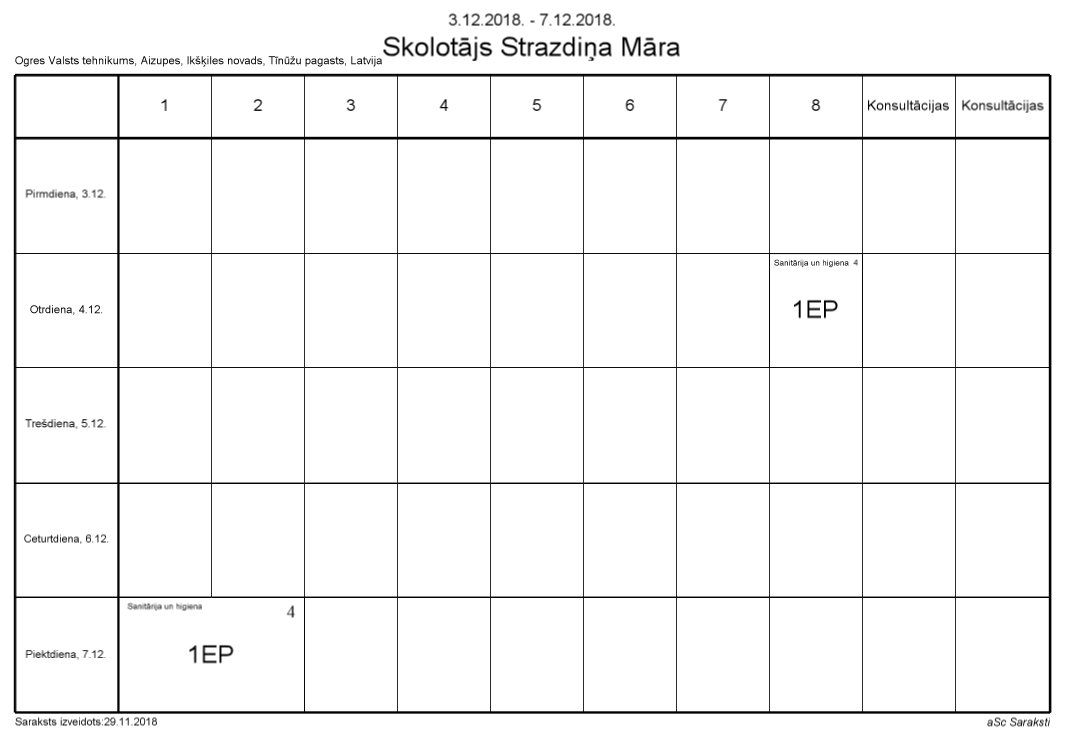 3.12.2018. - 7.12.2018.
Skolotājs Strazdiņa Māra
Ogres Valsts tehnikums, Aizupes, Ikšķiles novads, Tīnūžu pagasts, Latvija
1 2 3 4 5 6 7 8 Konsultācijas Konsultācijas
Pirmdiena, 3.12.
Sanitārija un higiena 4
Otrdiena, 4.12. 1EP
Trešdiena, 5.12.
Ceturtdiena, 6.12.
Sanitārija un higiena 4
Piektdiena, 7.12. 1EP
Saraksts izveidots:29.11.2018 aSc Saraksti